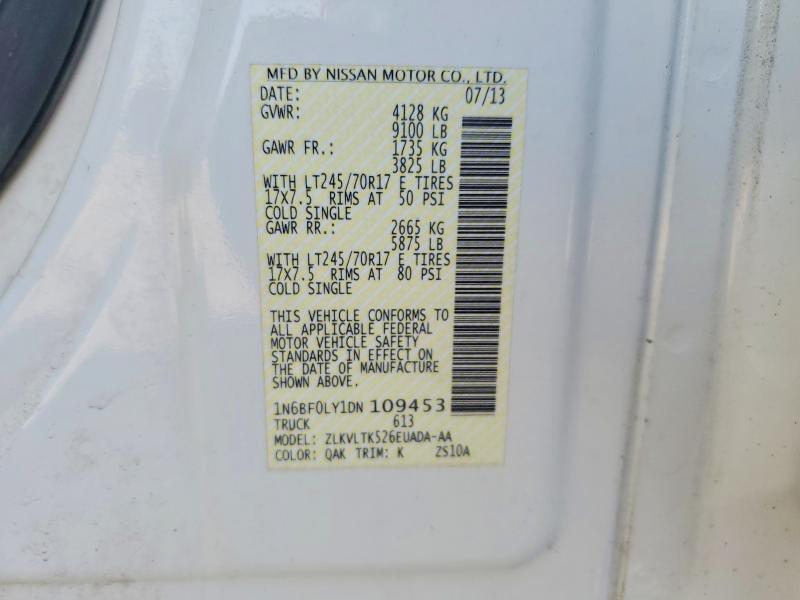 MFD BY NISSAN MOTOR CO., LTD.
DATE: 07/13
GVWR: 4128 KG
9100 LB
GAWR FR.: 1735 KG
3825 LB
WITH LT245/70R17 E TIRES
17X7.5 RIMS AT 50 PSI
COLD SINGLE
GAWR RR.: 2665 KG
5875 LB
WITH LT245/70R17 E TIRES
17X7.5 RIMS AT 80 PSI
COLD SINGLE
THIS VEHICLE CONFORMS TO
ALL APPLICABLE FEDERAL
MOTOR VEHICLE SAFETY
STANDARDS IN EFFECT ON
THE DATE OF MANUFACTURE
SHOWN ABOVE.
1N6BF0LY1DN 109453
TRUCK 613
MODEL: ZLKVLTK526EUADA-AA
COLOR: QAK TRIM: K ZS10A